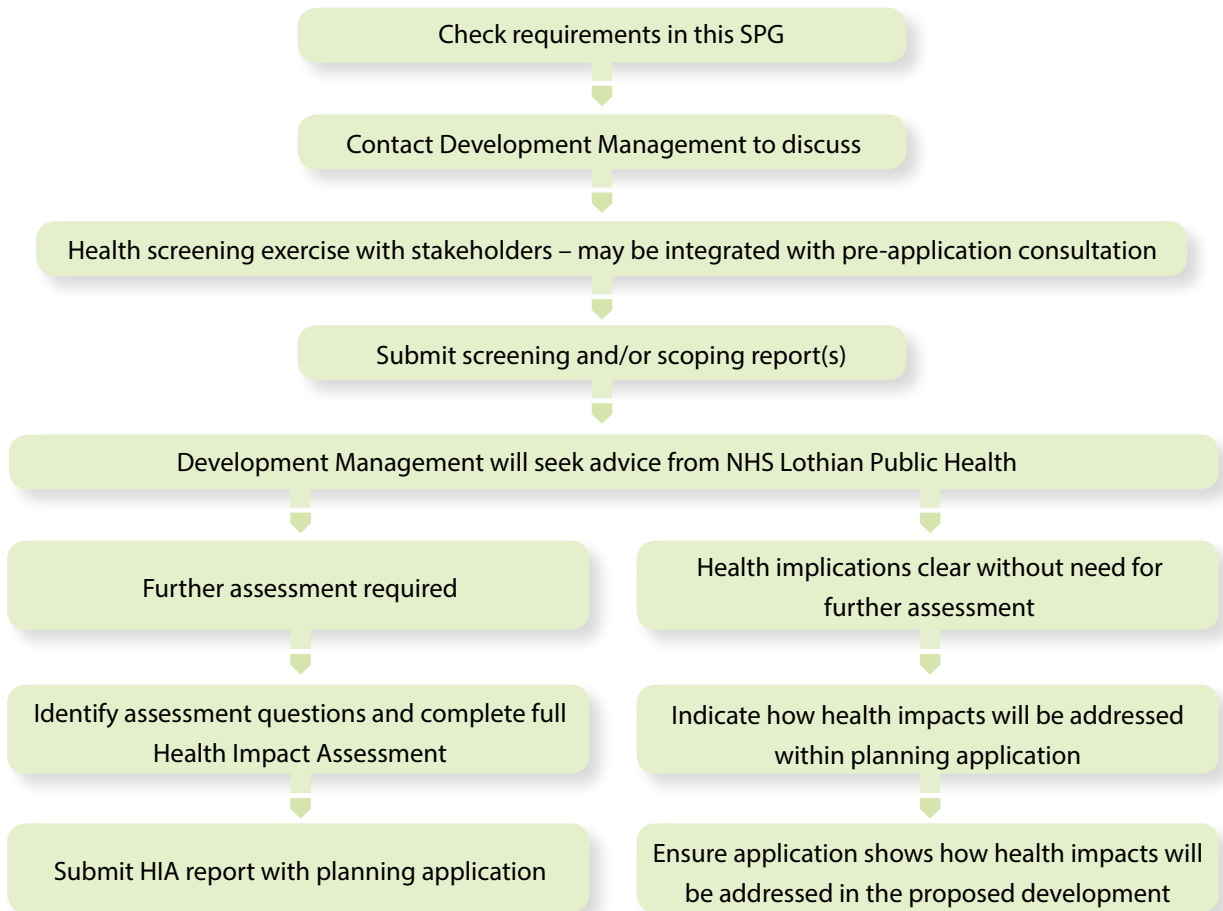 Check requirements in this SPG
Contact Development Management to discuss
Health screening exercise with stakeholders – may be integrated with pre-application consultation
Submit screening and/or scoping report(s)
Development Management will seek advice from NHS Lothian Public Health
Further assessment required
Health implications clear without need for
further assessment
Identify assessment questions and complete full
Health Impact Assessment
Indicate how health impacts will be addressed
within planning application
Submit HIA report with planning application
Ensure application shows how health impacts will
be addressed in the proposed development